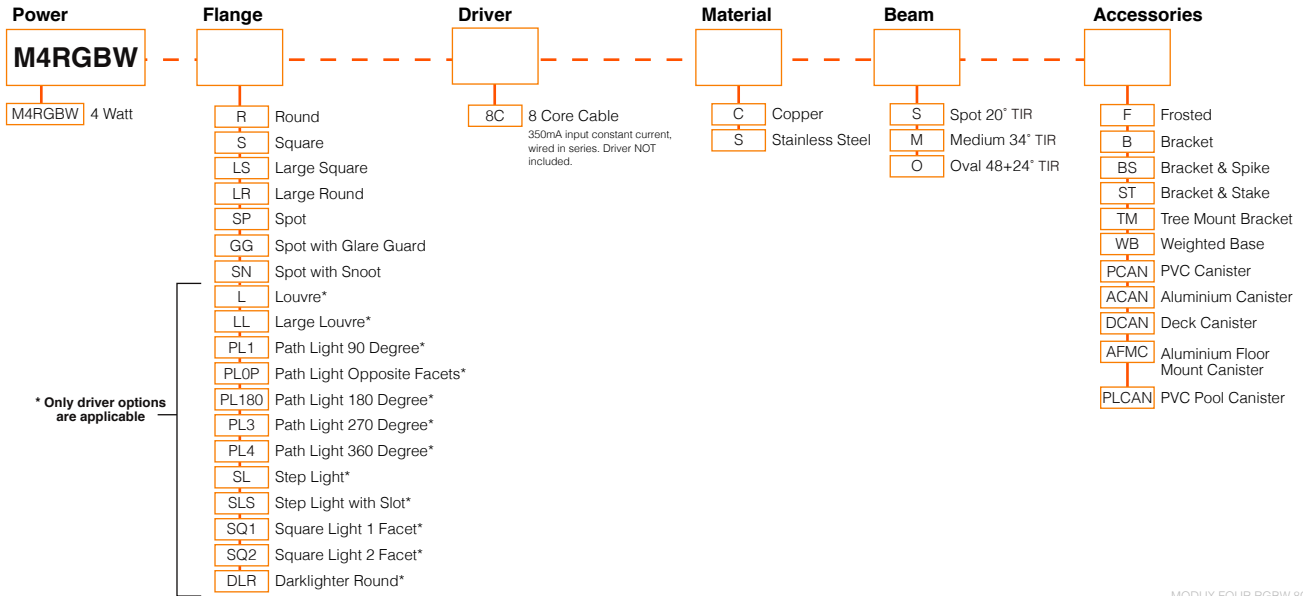 Power Flange Driver Material Beam Accessories
M4RGBW
M4RGBW 4 Watt
R Round
S Square
LS Large Square
LR Large Round
SP Spot
GG Spot with Glare Guard
SN Spot with Snoot
L Louvre*
LL Large Louvre*
PL1 Path Light 90 Degree*
PL0P Path Light Opposite Facets*
PL180 Path Light 180 Degree*
PL3 Path Light 270 Degree*
PL4 Path Light 360 Degree*
SL Step Light*
SLS Step Light with Slot*
SQ1 Square Light 1 Facet*
SQ2 Square Light 2 Facet*
DLR Darklighter Round*
* Only driver options
are applicable
8C 8 Core Cable
350mA input constant current,
wired in series. Driver NOT
included.
C Copper
S Stainless Steel
S Spot 20° TIR
M Medium 34° TIR
O Oval 48+24° TIR
F Frosted
B Bracket
BS Bracket & Spike
ST Bracket & Stake
TM Tree Mount Bracket
WB Weighted Base
PCAN PVC Canister
ACAN Aluminium Canister
DCAN Deck Canister
AFMC Aluminium Floor
Mount Canister
PLCAN PVC Pool Canister
MODUX FOUR RGBW